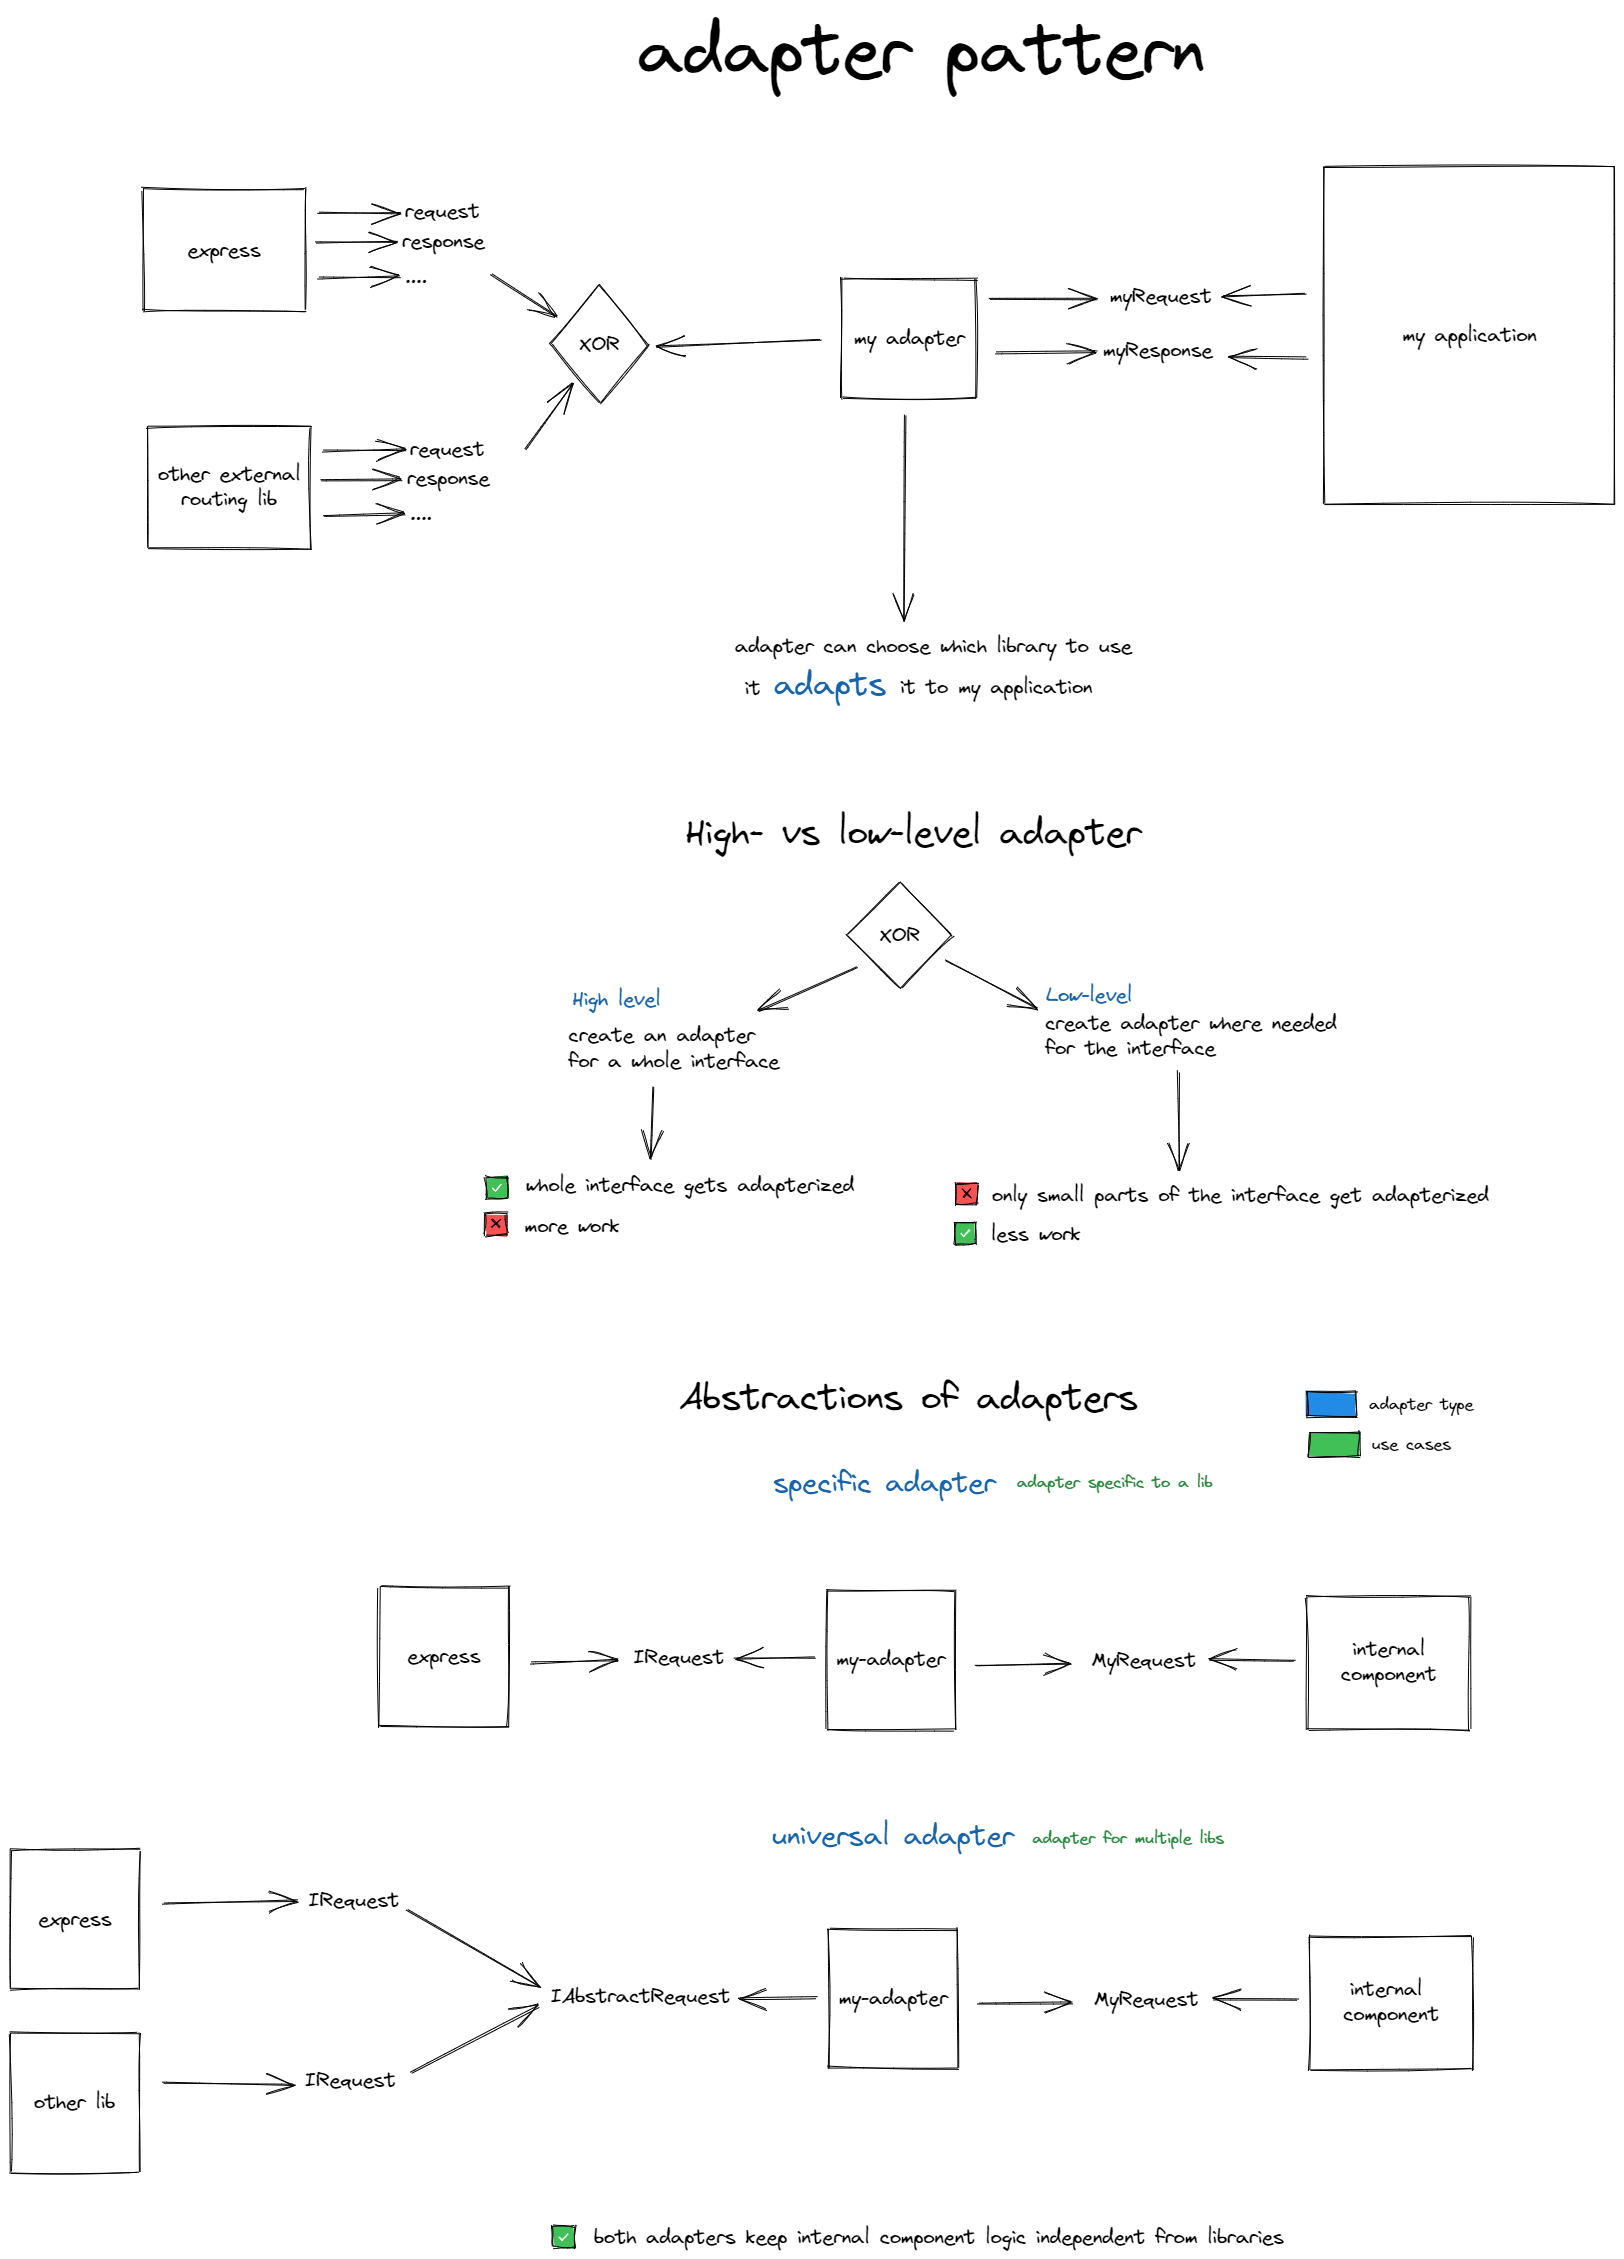 adapter pattern
express
request
response
....
XOR
my adapter
myRequest
myResponse
my application
other external
routing lib
request
response
....
adapter can choose which library to use
it adapts it to my application
High- vs low-level adapter
XOR
High level
create an adapter
for a whole interface
Low-level
create adapter where needed
for the interface
whole interface gets adapterized
more work
only small parts of the interface get adapterized
less work
Abstractions of adapters
adapter type
use cases
specific adapter adapter specific to a lib
express
IRequest
my-adapter
MyRequest
internal
component
universal adapter adapter for multiple libs
express
IRequest
IAbstractRequest
my-adapter
MyRequest
internal
component
other lib
IRequest
both adapters keep internal component logic independent from libraries